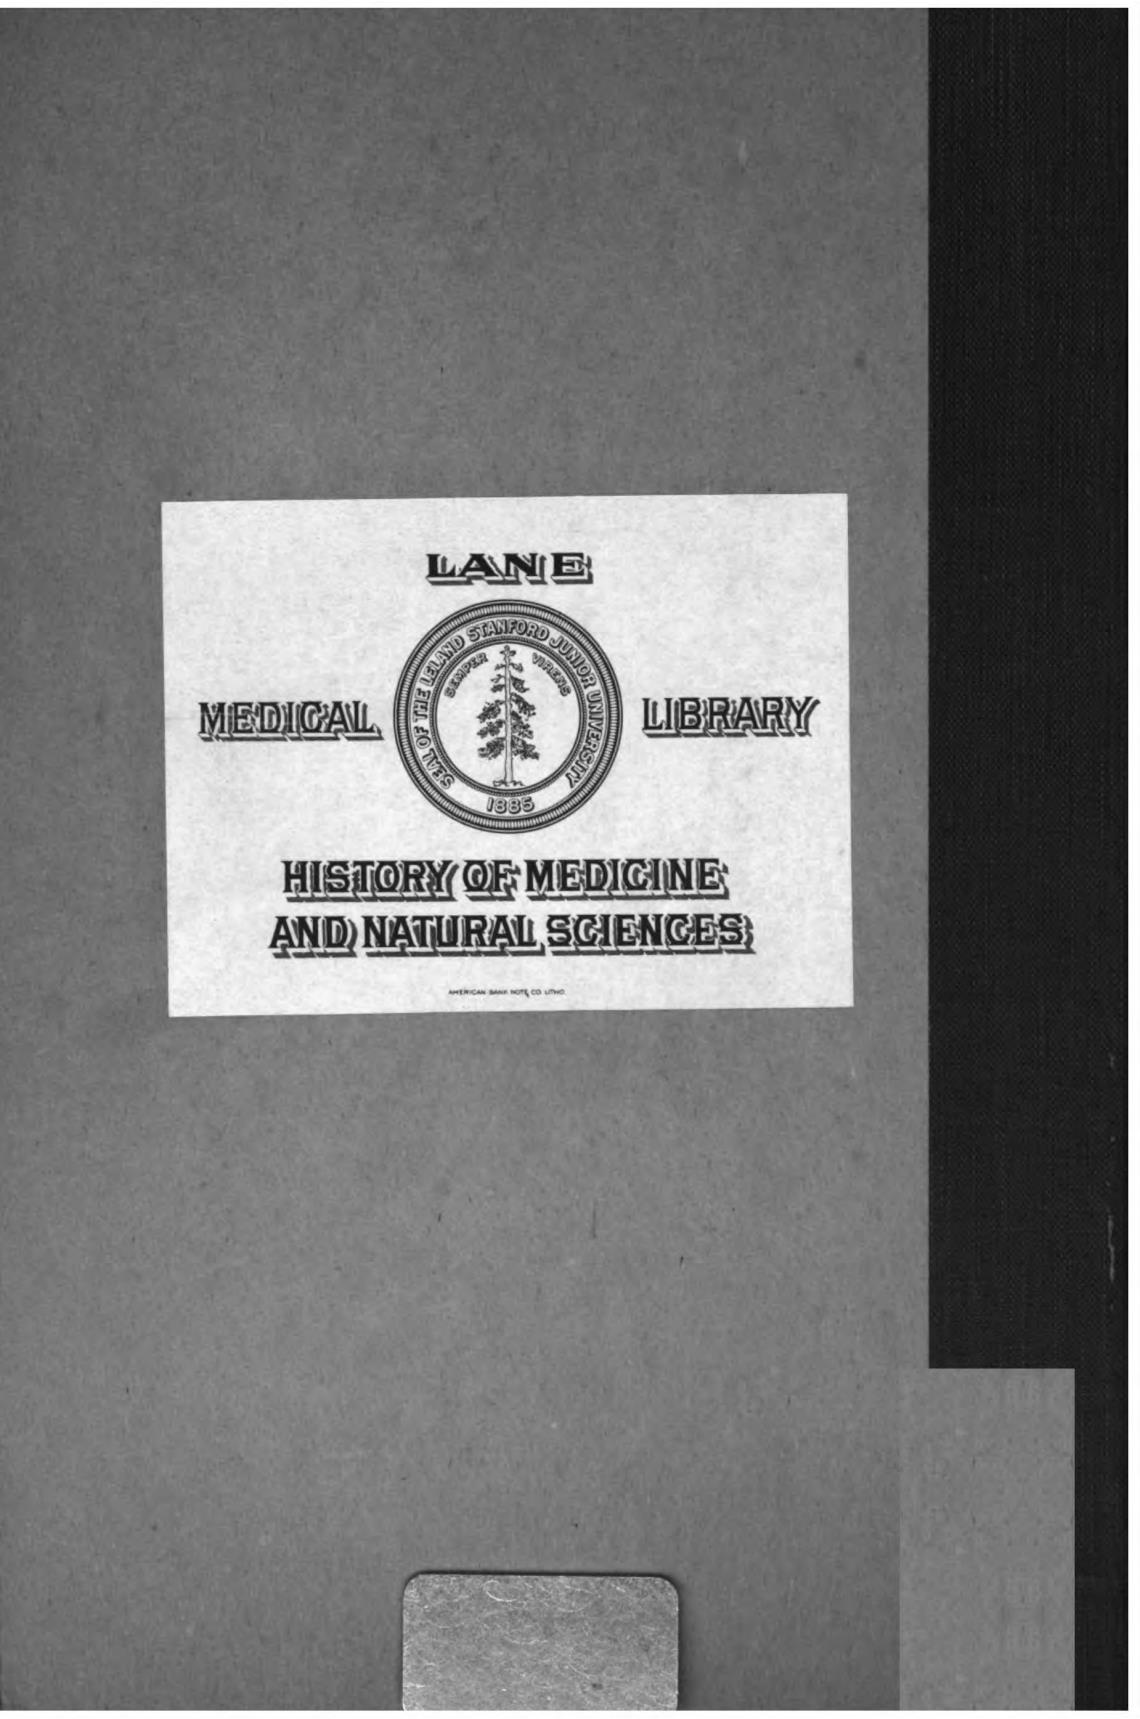 LANE
SEAL OF THE LELAND STANFORD JUNIOR UNIVERSITY
SEMPER VIRENS
MEDICAL LIBRARY
1885
HISTORY OF MEDICINE
AND NATURAL SCIENCES
AMERICAN BANK NOTE CO. LITHO.